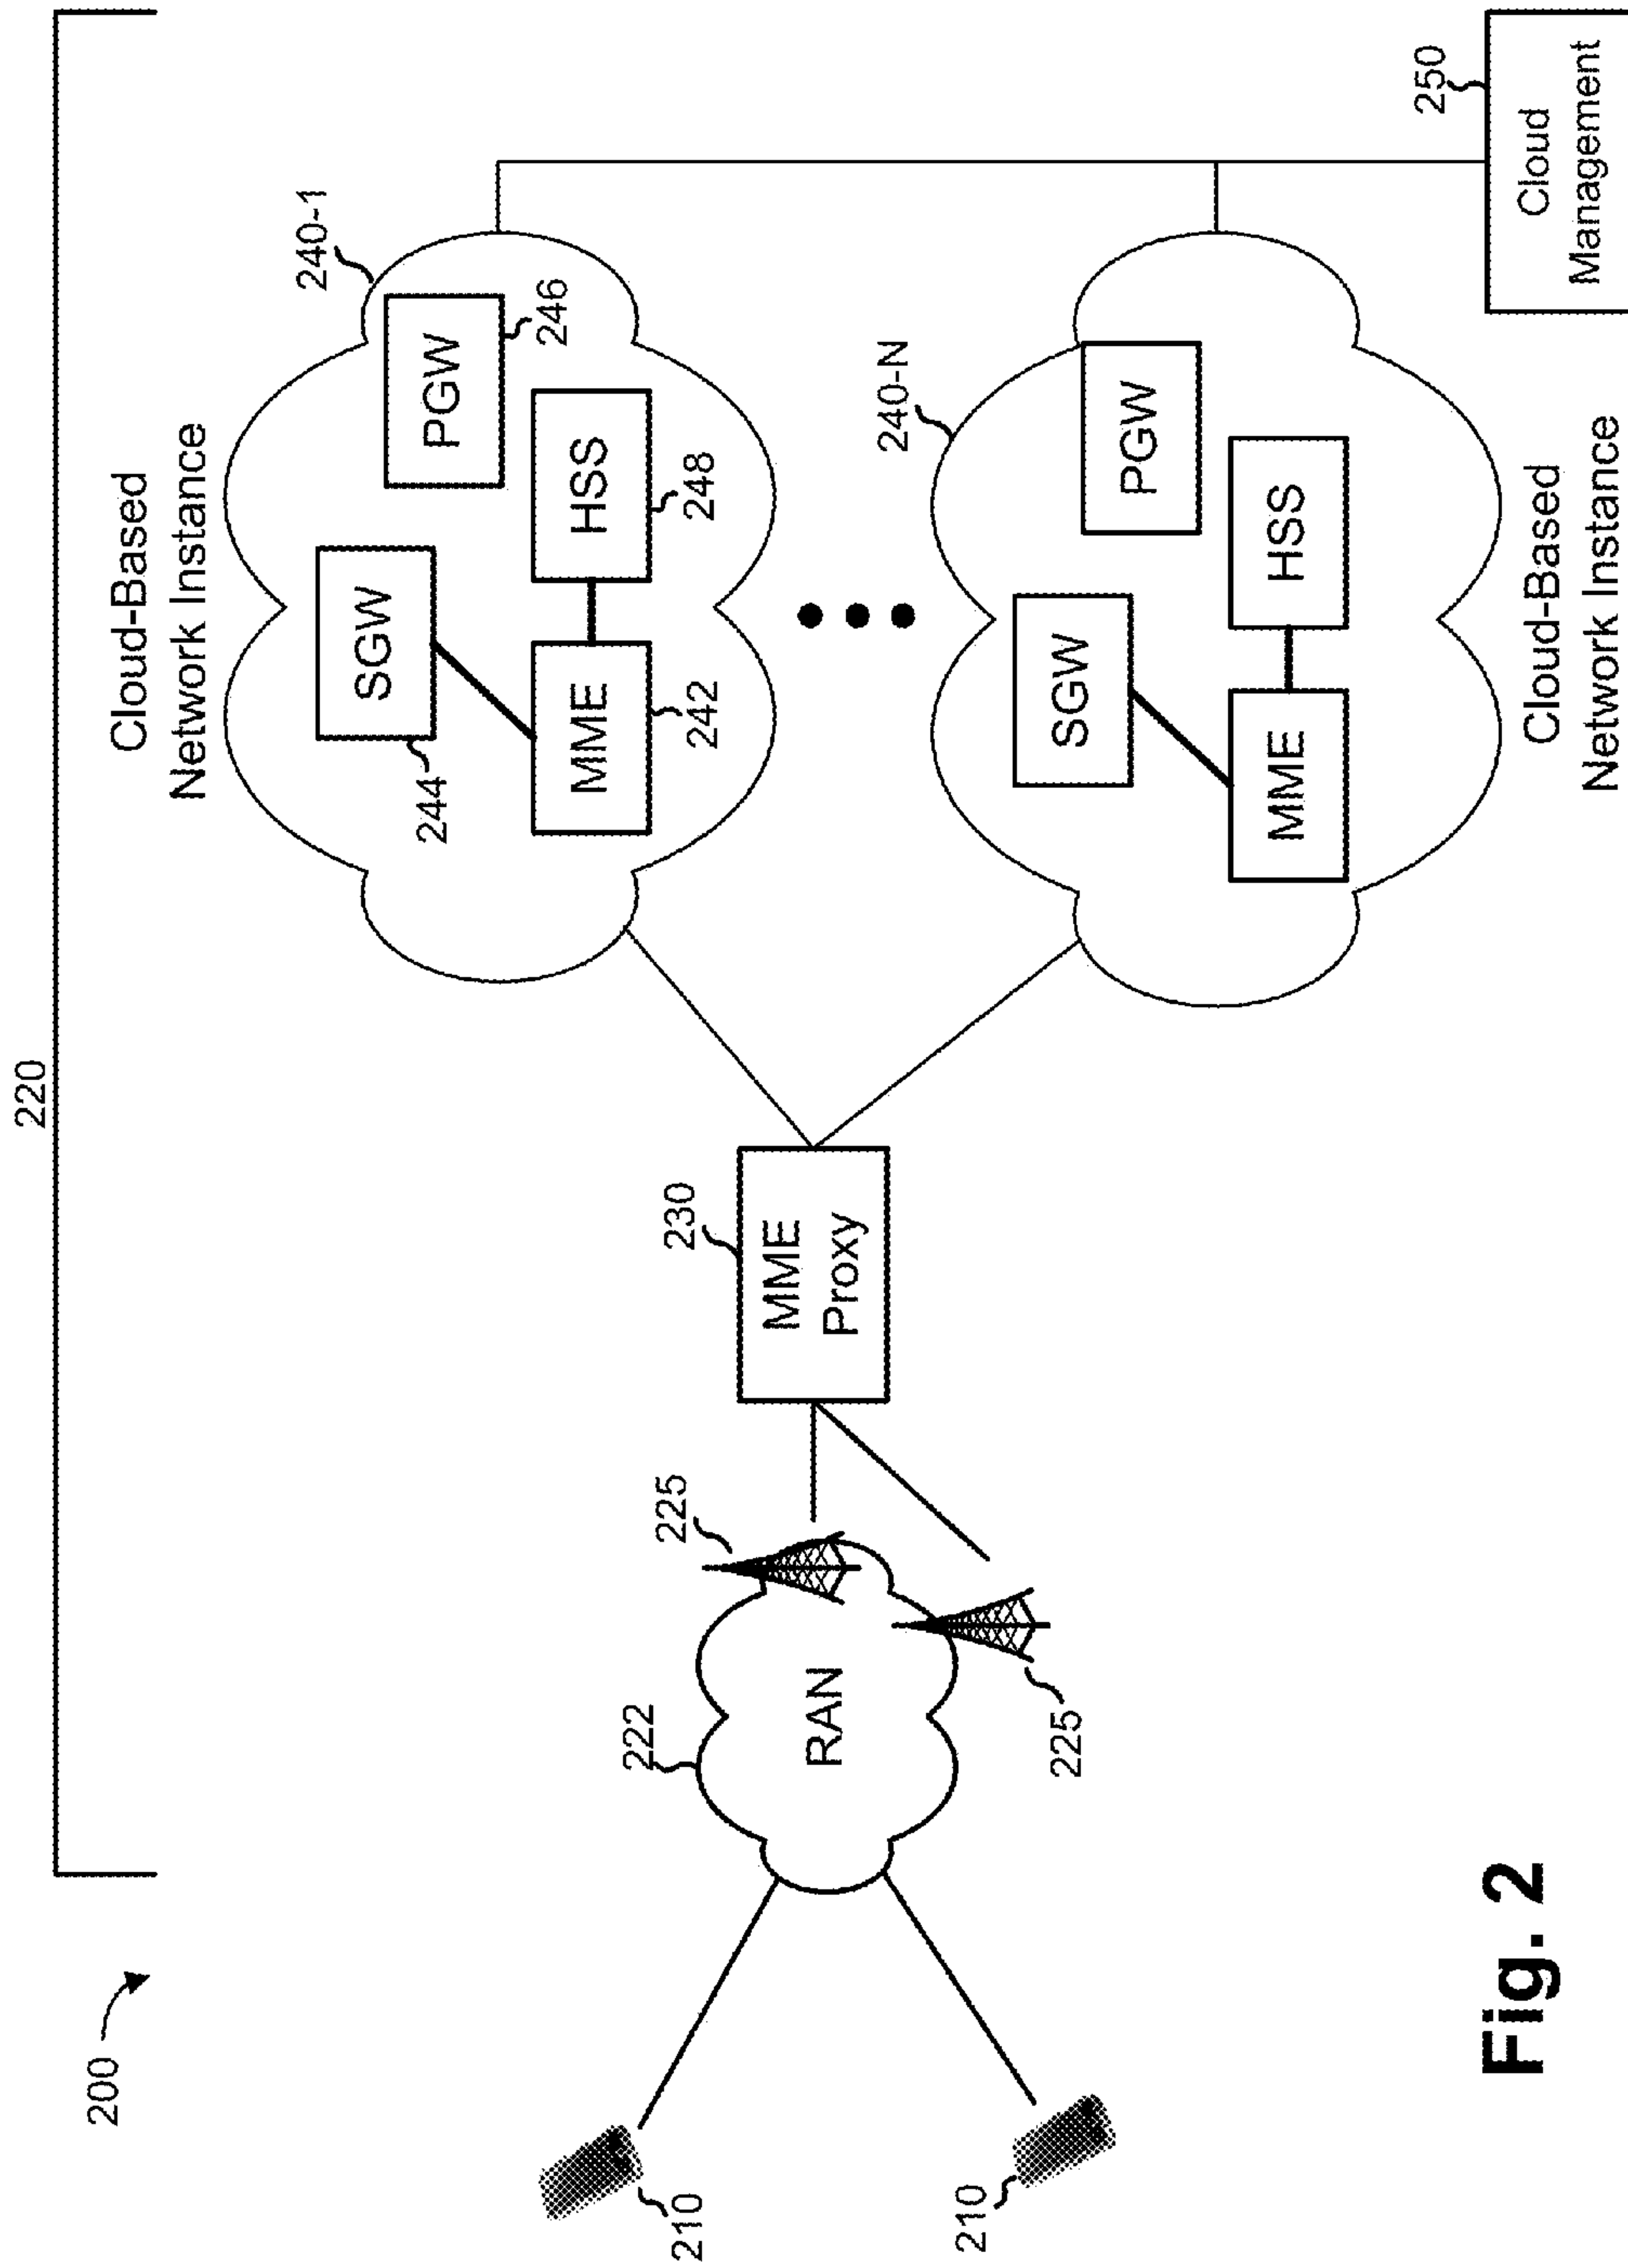 220
200
Cloud-Based
Network Instance
240-1
SGW
244
PGW
246
MME
242
HSS
248
225
230
MME
Proxy
222
RAN
225
210
210
240-N
SGW
PGW
MME
HSS
Cloud-Based
Network Instance
250
Cloud
Management
Fig. 2